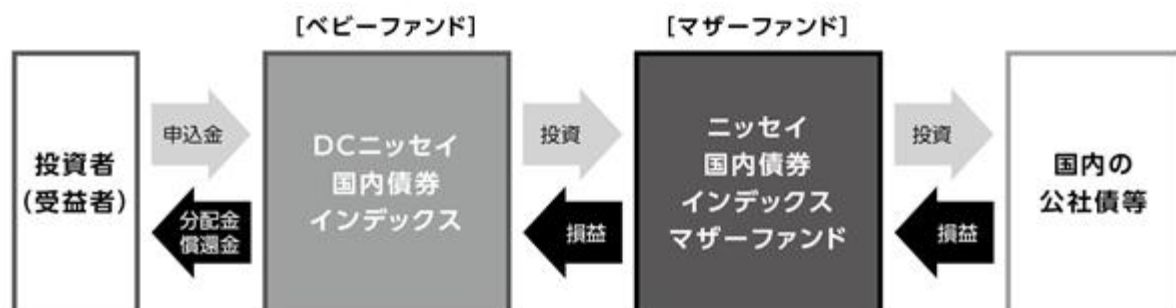 [ベビーファンド]
[マザーファンド]
投資者
(受益者)
申込金
分配金
償還金
DCニッセイ
国内債券
インデックス
投資
損益
ニッセイ
国内債券
インデックス
マザーファンド
投資
損益
国内の
公社債等